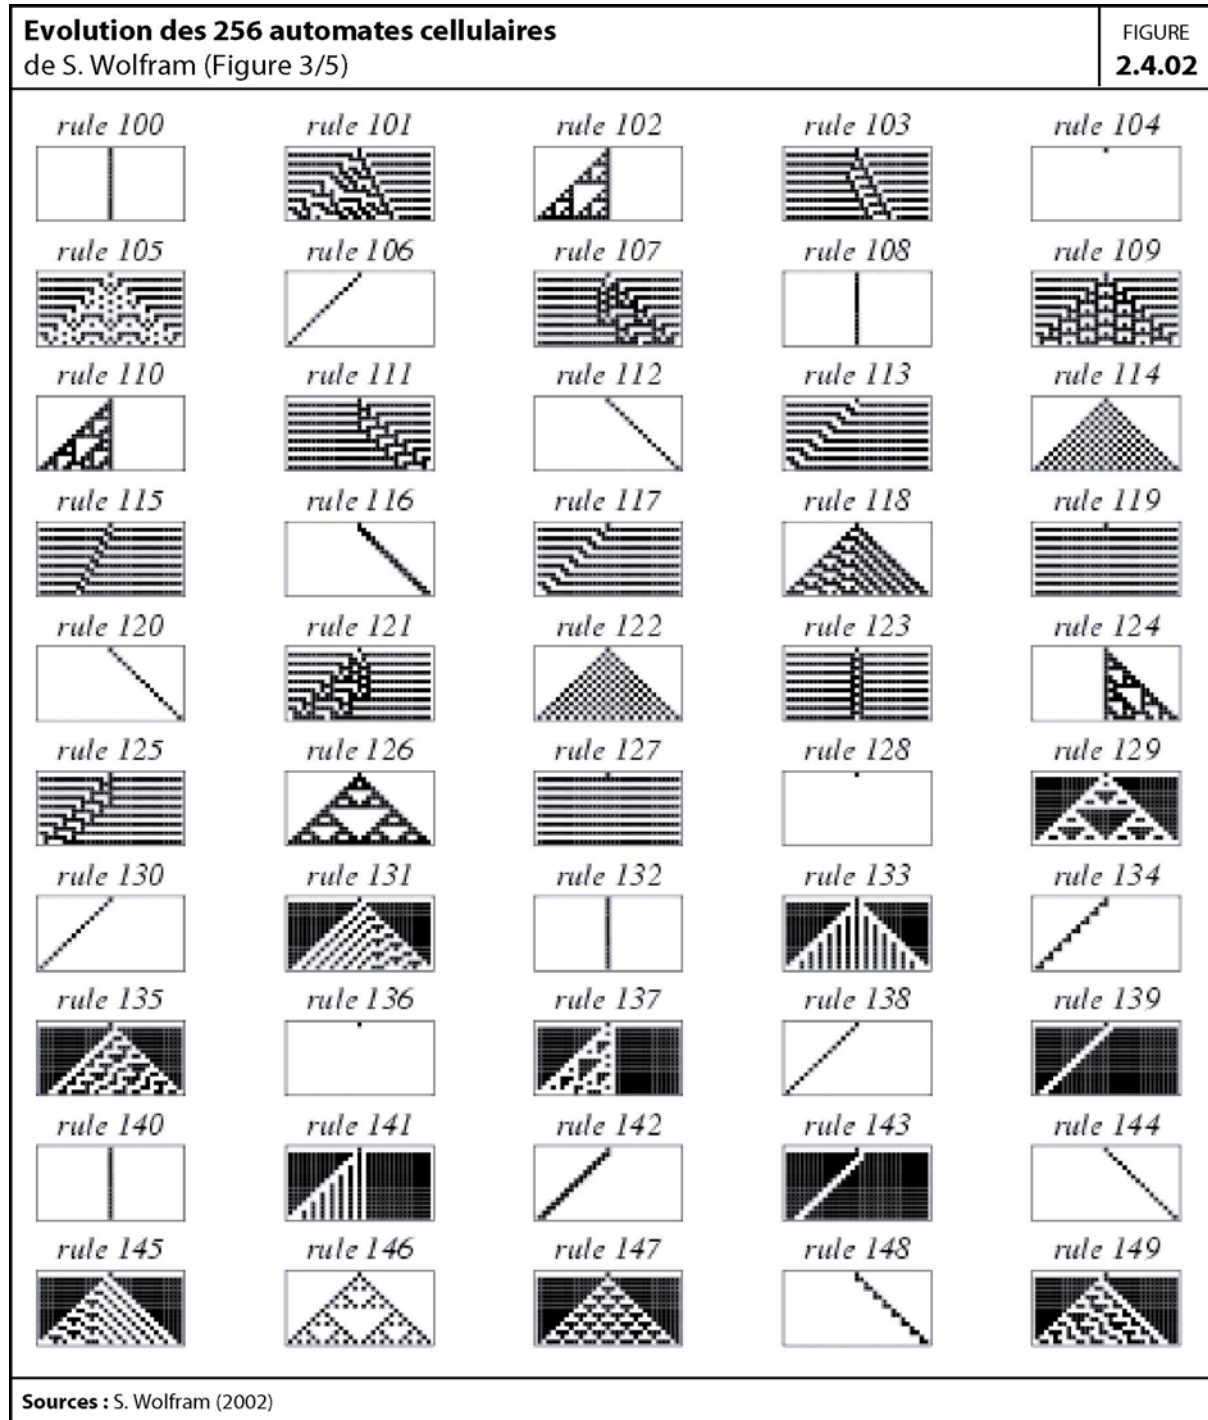 Evolution des 256 automates cellulaires
de S. Wolfram (Figure 3/5)
FIGURE
2.4.02
rule 100 rule 101 rule 102 rule 103 rule 104
rule 105 rule 106 rule 107 rule 108 rule 109
rule 110 rule 111 rule 112 rule 113 rule 114
rule 115 rule 116 rule 117 rule 118 rule 119
rule 120 rule 121 rule 122 rule 123 rule 124
rule 125 rule 126 rule 127 rule 128 rule 129
rule 130 rule 131 rule 132 rule 133 rule 134
rule 135 rule 136 rule 137 rule 138 rule 139
rule 140 rule 141 rule 142 rule 143 rule 144
rule 145 rule 146 rule 147 rule 148 rule 149
Sources : S. Wolfram (2002)